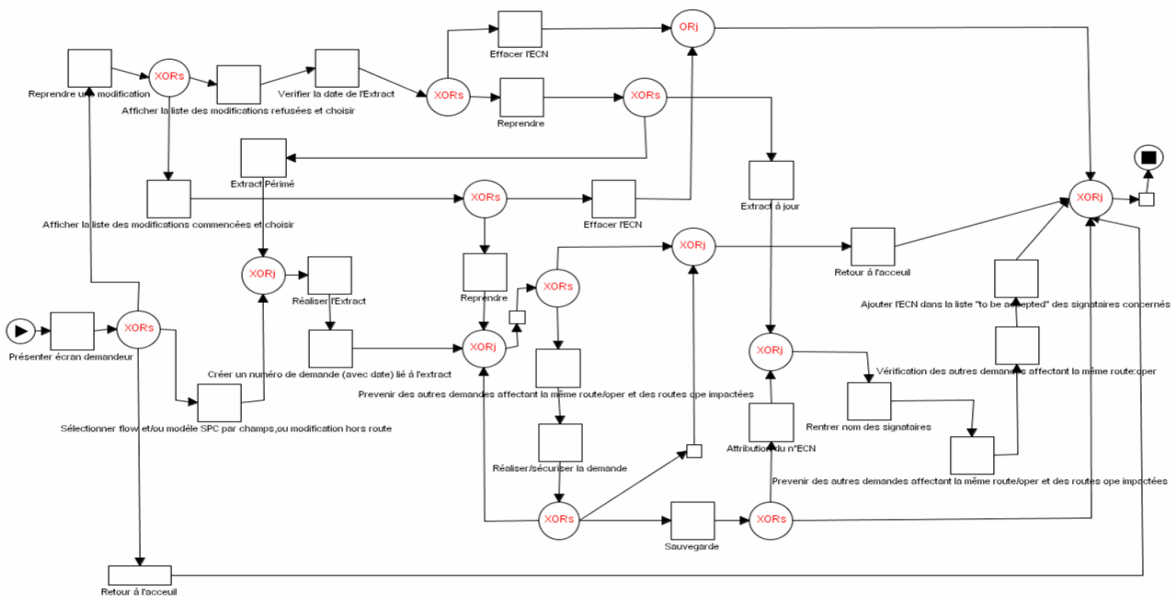 Effacer l'ECN
ORj
Reprendre une modification
XORs
Afficher la liste des modifications refusées et choisir
Verifier la date de l'Extract
XORs
Reprendre
XORs
Extract Périmé
Afficher la liste des modifications commencées et choisir
XORs
Effacer l'ECN
Extract à jour
XORj
XORj
Réaliser l'Extract
Reprendre
XORs
XORj
Retour à l'acceuil
Ajouter l'ECN dans la liste "to be accepted" des signataires concernés
Présenter écran demandeur
XORs
Créer un numéro de demande (avec date) lié à l'extract
XORj
XORj
Vérification des autres demandes affectant la même route:oper
Prevenir des autres demandes affectant la même route/oper et des routes ope impactées
Sélectionner flow et/ou modéle SPC par champs,ou modification hors route
Rentrer nom des signataires
Attribution du n°ECN
Réaliser/sécuriser la demande
Prevenir des autres demandes affectant la même route/oper et des routes ope impactées
XORs
Sauvegarde
XORs
Retour à l'acceuil